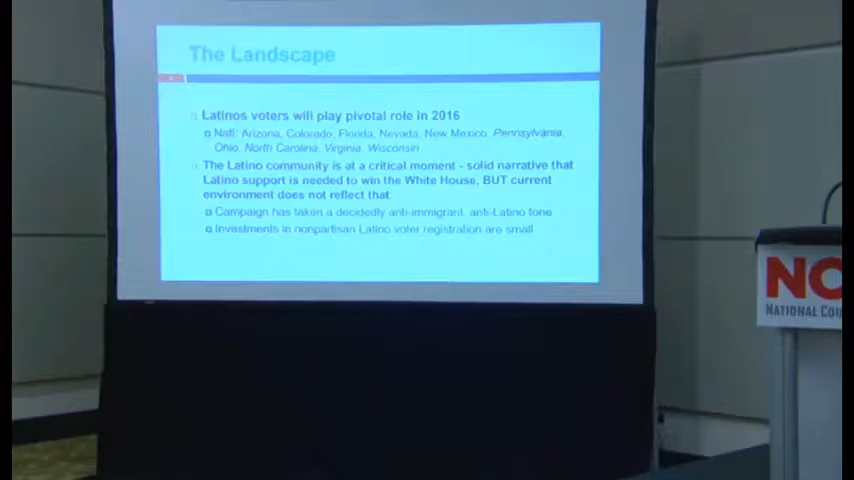 The Landscape
Latinos voters will play pivotal role in 2016
Natl: Arizona, Colorado, Florida, Nevada, New Mexico, Pennsylvania,
Ohio, North Carolina, Virginia, Wisconsin
The Latino community is at a critical moment - solid narrative that
Latino support is needed to win the White House, BUT current
environment does not reflect that
Campaign has taken a decidedly anti-immigrant, anti-Latino tone
Investments in nonpartisan Latino voter registration are small
NATIONAL